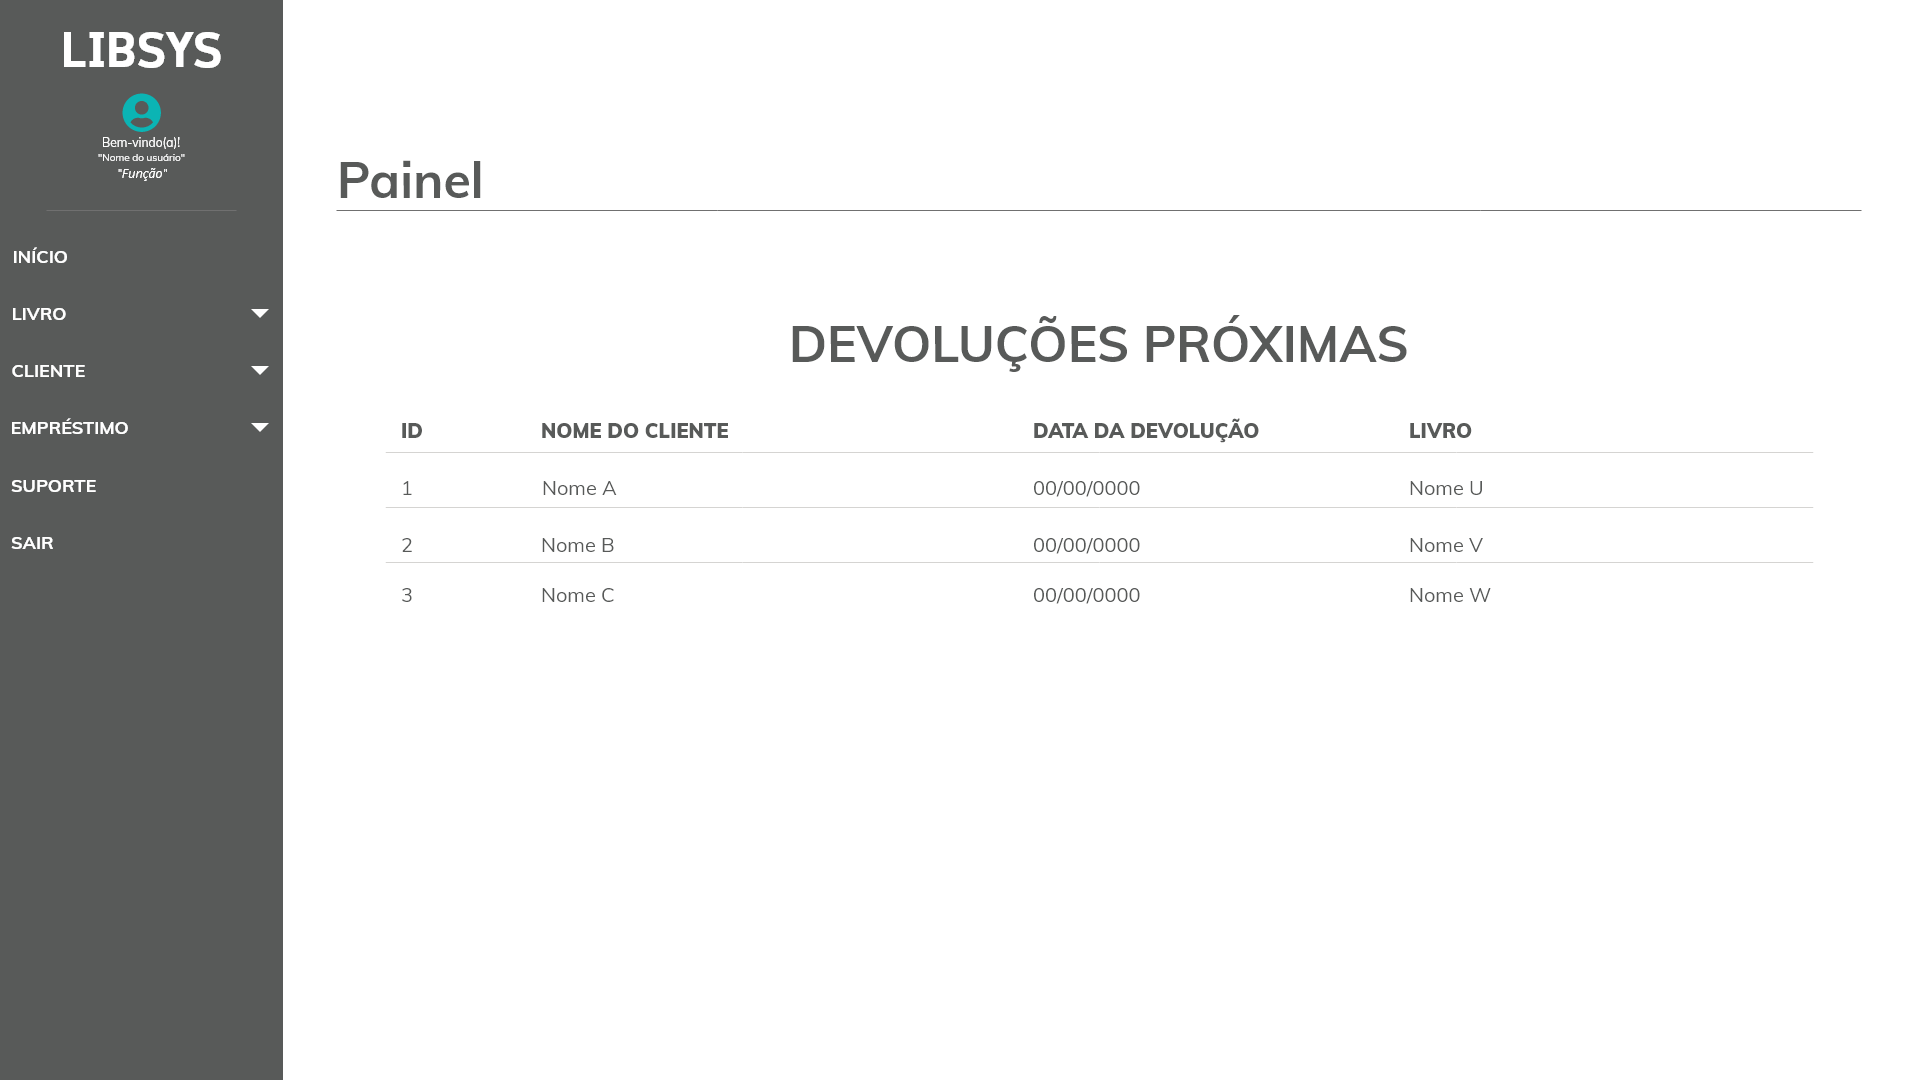 LIBSYS
Bem-vindo(a)!
"Nome do usuário"
"Função"
INÍCIO
LIVRO
CLIENTE
EMPRÉSTIMO
SUPORTE
SAIR
Painel
DEVOLUÇÕES PRÓXIMAS
ID NOME DO CLIENTE DATA DA DEVOLUÇÃO LIVRO
1 Nome A 00/00/0000 Nome U
2 Nome B 00/00/0000 Nome V
3 Nome C 00/00/0000 Nome W